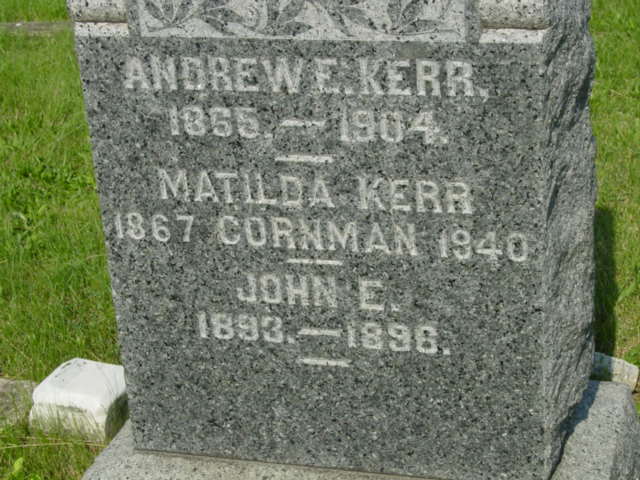 ANDREW E. KERR.
1865. — 1904.
MATILDA KERR
1867 CORNMAN 1940
JOHN E.
1893. — 1896.